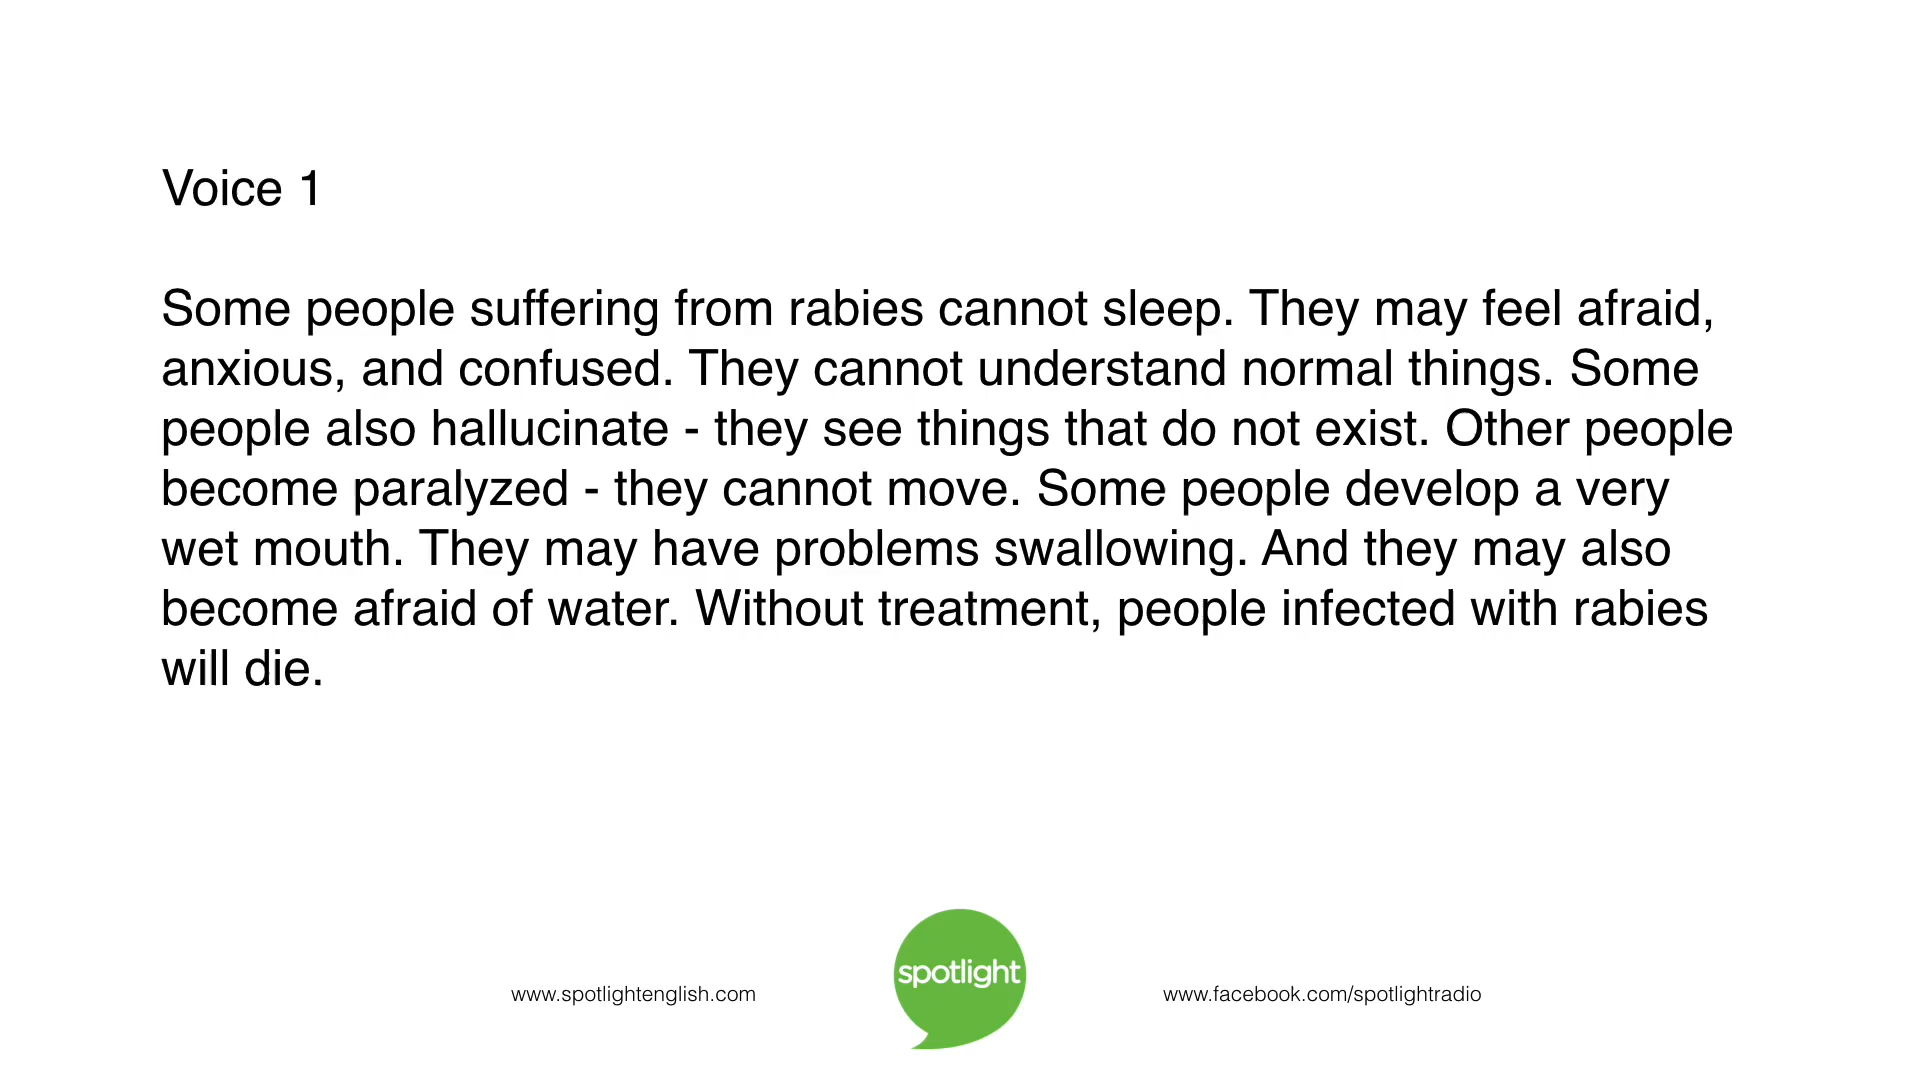 Voice 1
Some people suffering from rabies cannot sleep. They may feel afraid,
anxious, and confused. They cannot understand normal things. Some
people also hallucinate - they see things that do not exist. Other people
become paralyzed - they cannot move. Some people develop a very
wet mouth. They may have problems swallowing. And they may also
become afraid of water. Without treatment, people infected with rabies
will die.
spotlight
www.spotlightenglish.com
www.facebook.com/spotlightradio